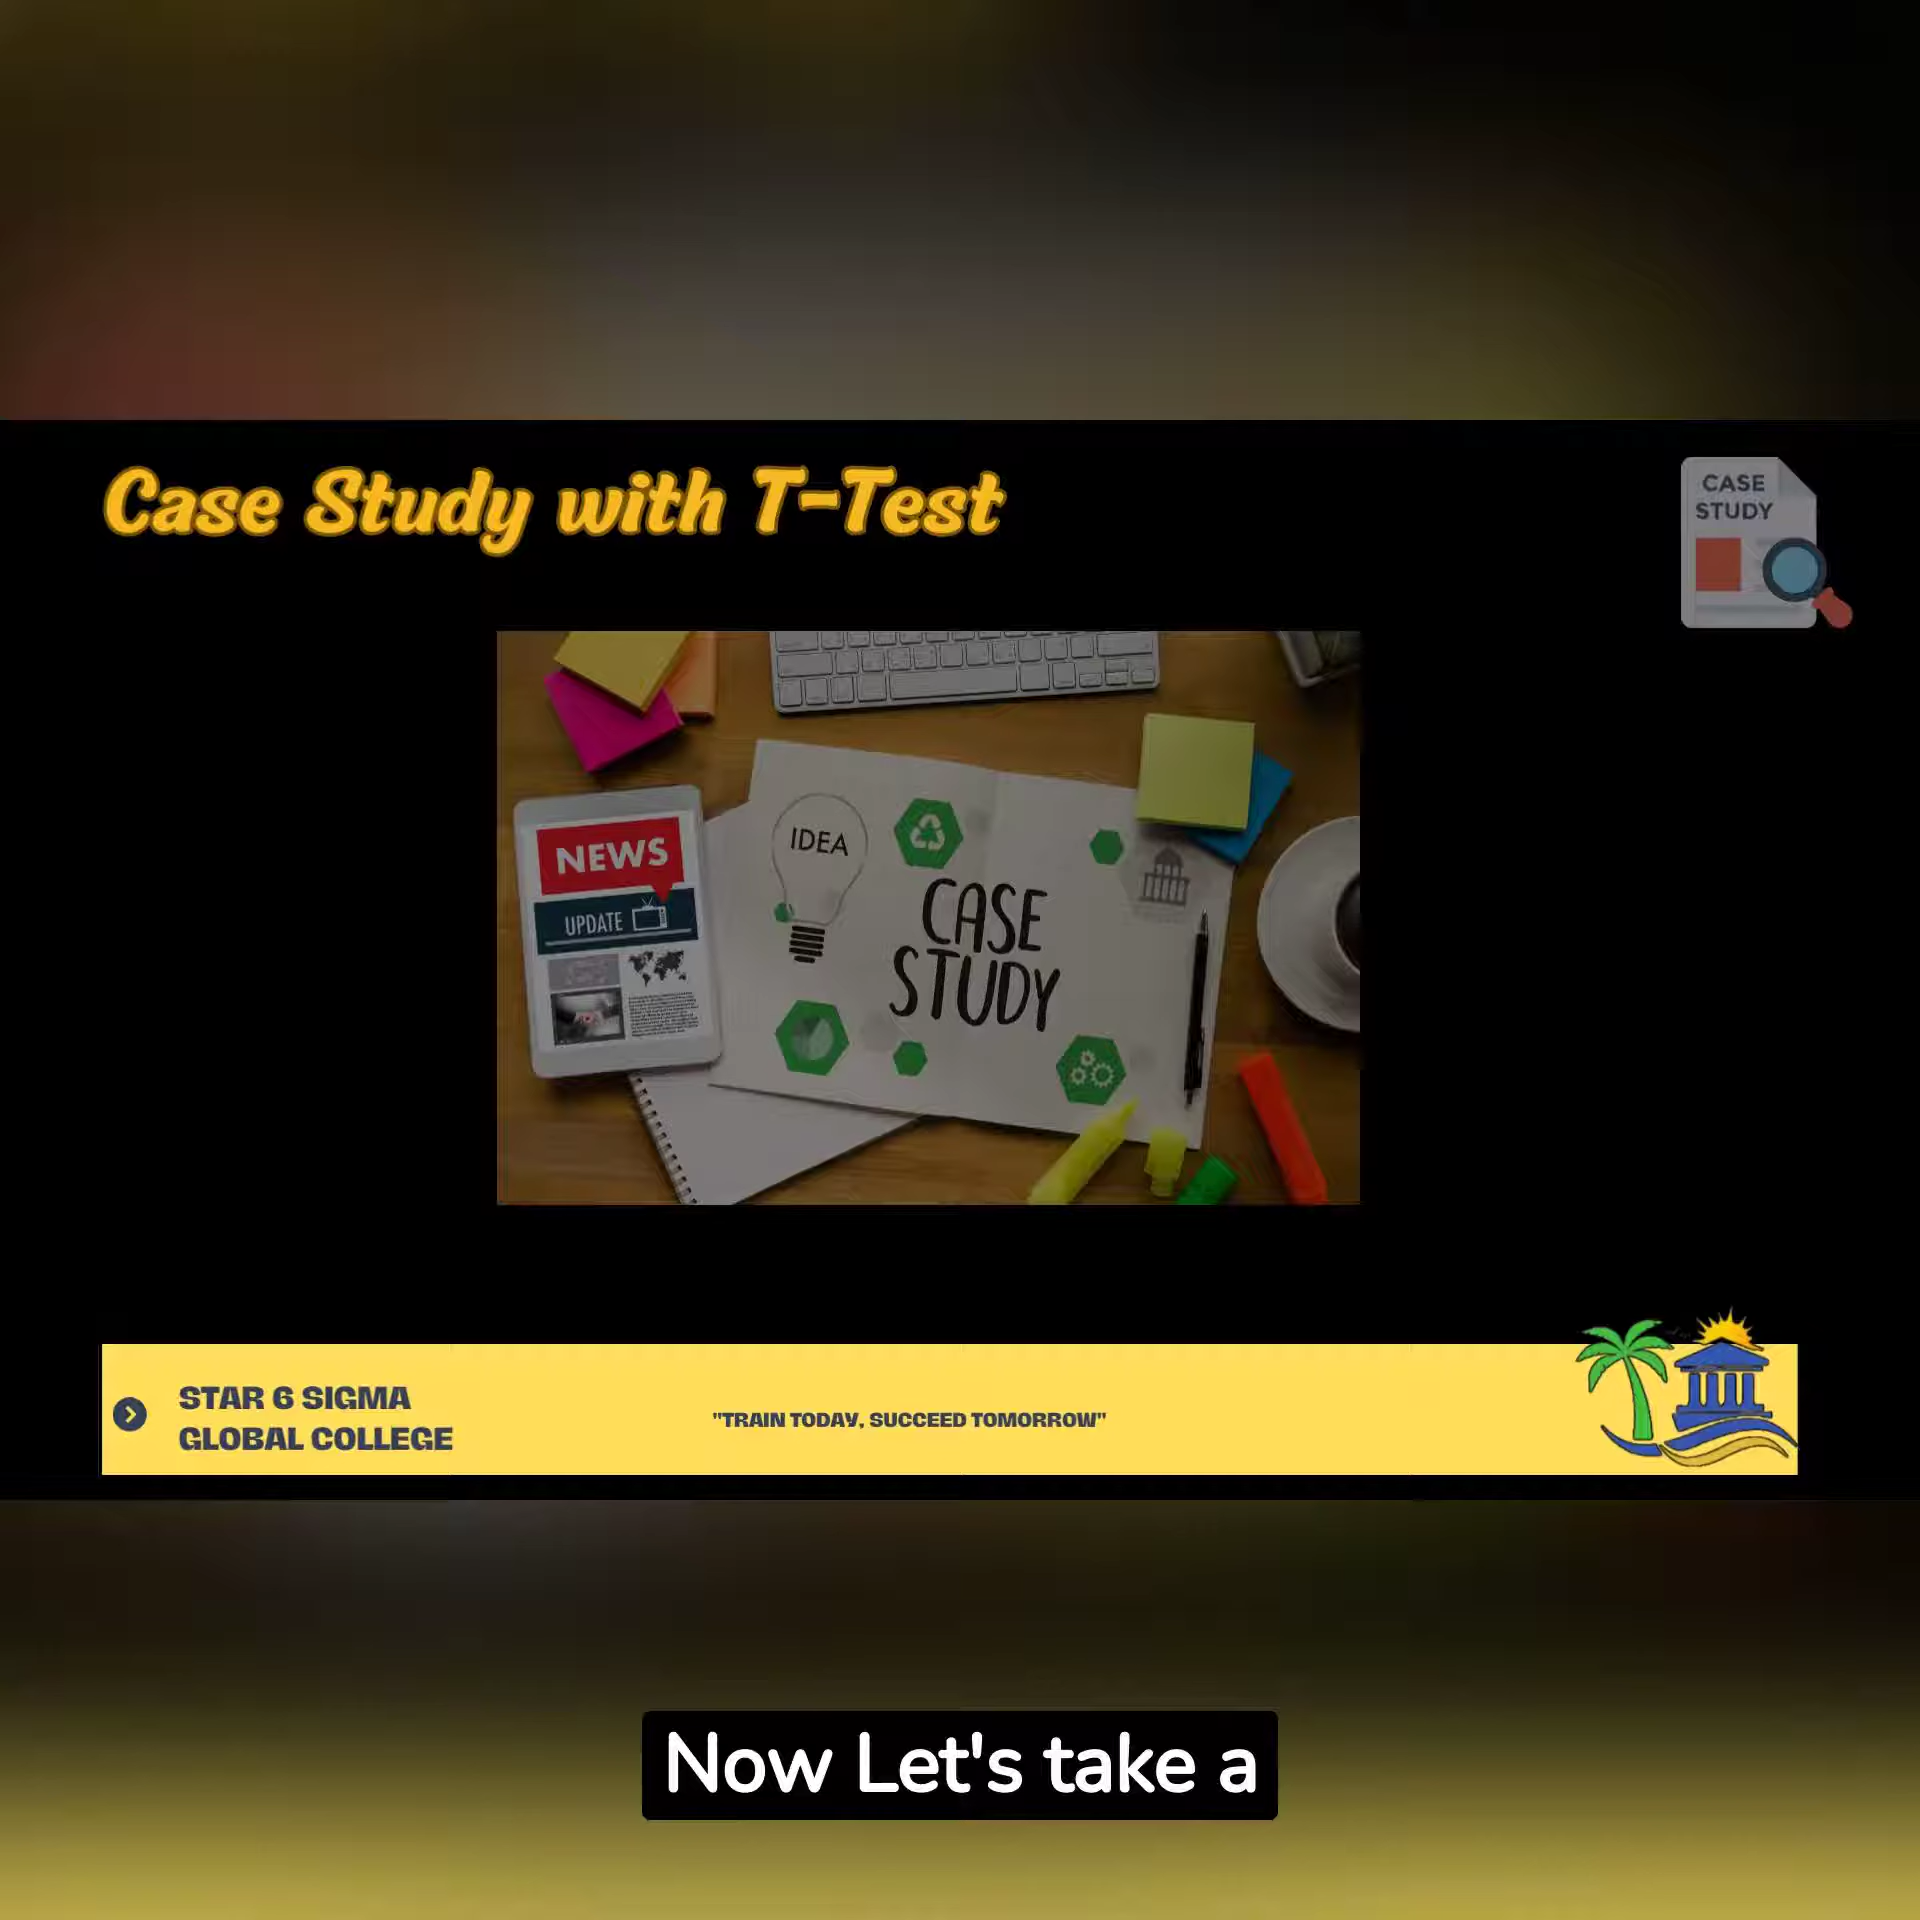 Case Study with T-Test
CASE
STUDY
NEWS
UPDATE
IDEA
CASE
STUDY
STAR 6 SIGMA
GLOBAL COLLEGE
"TRAIN TODAY, SUCCEED TOMORROW"
Now Let's take a